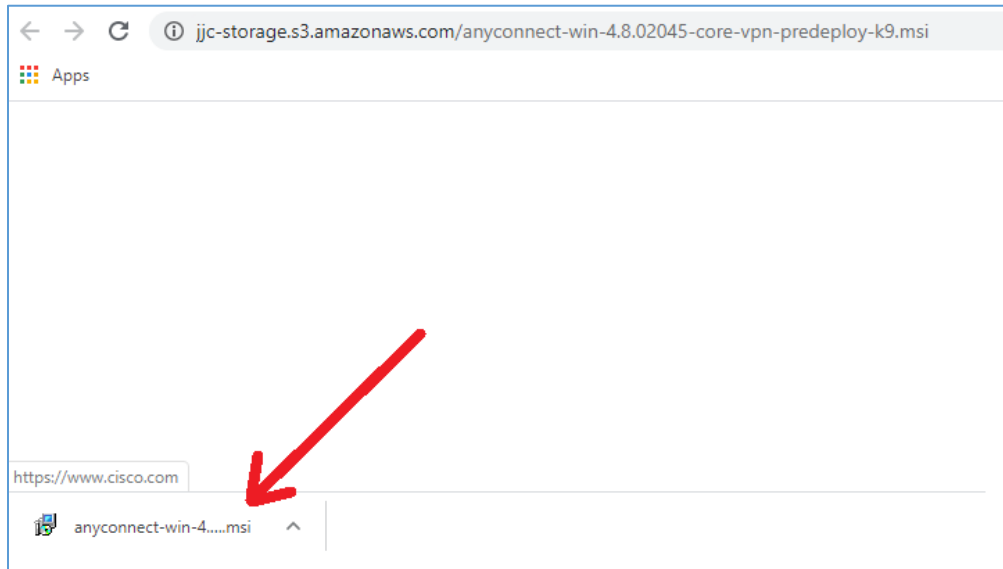 jjc-storage.s3.amazonaws.com/anyconnect-win-4.8.02045-core-vpn-predeploy-k9.msi
Apps
https://www.cisco.com
anyconnect-win-4.....msi